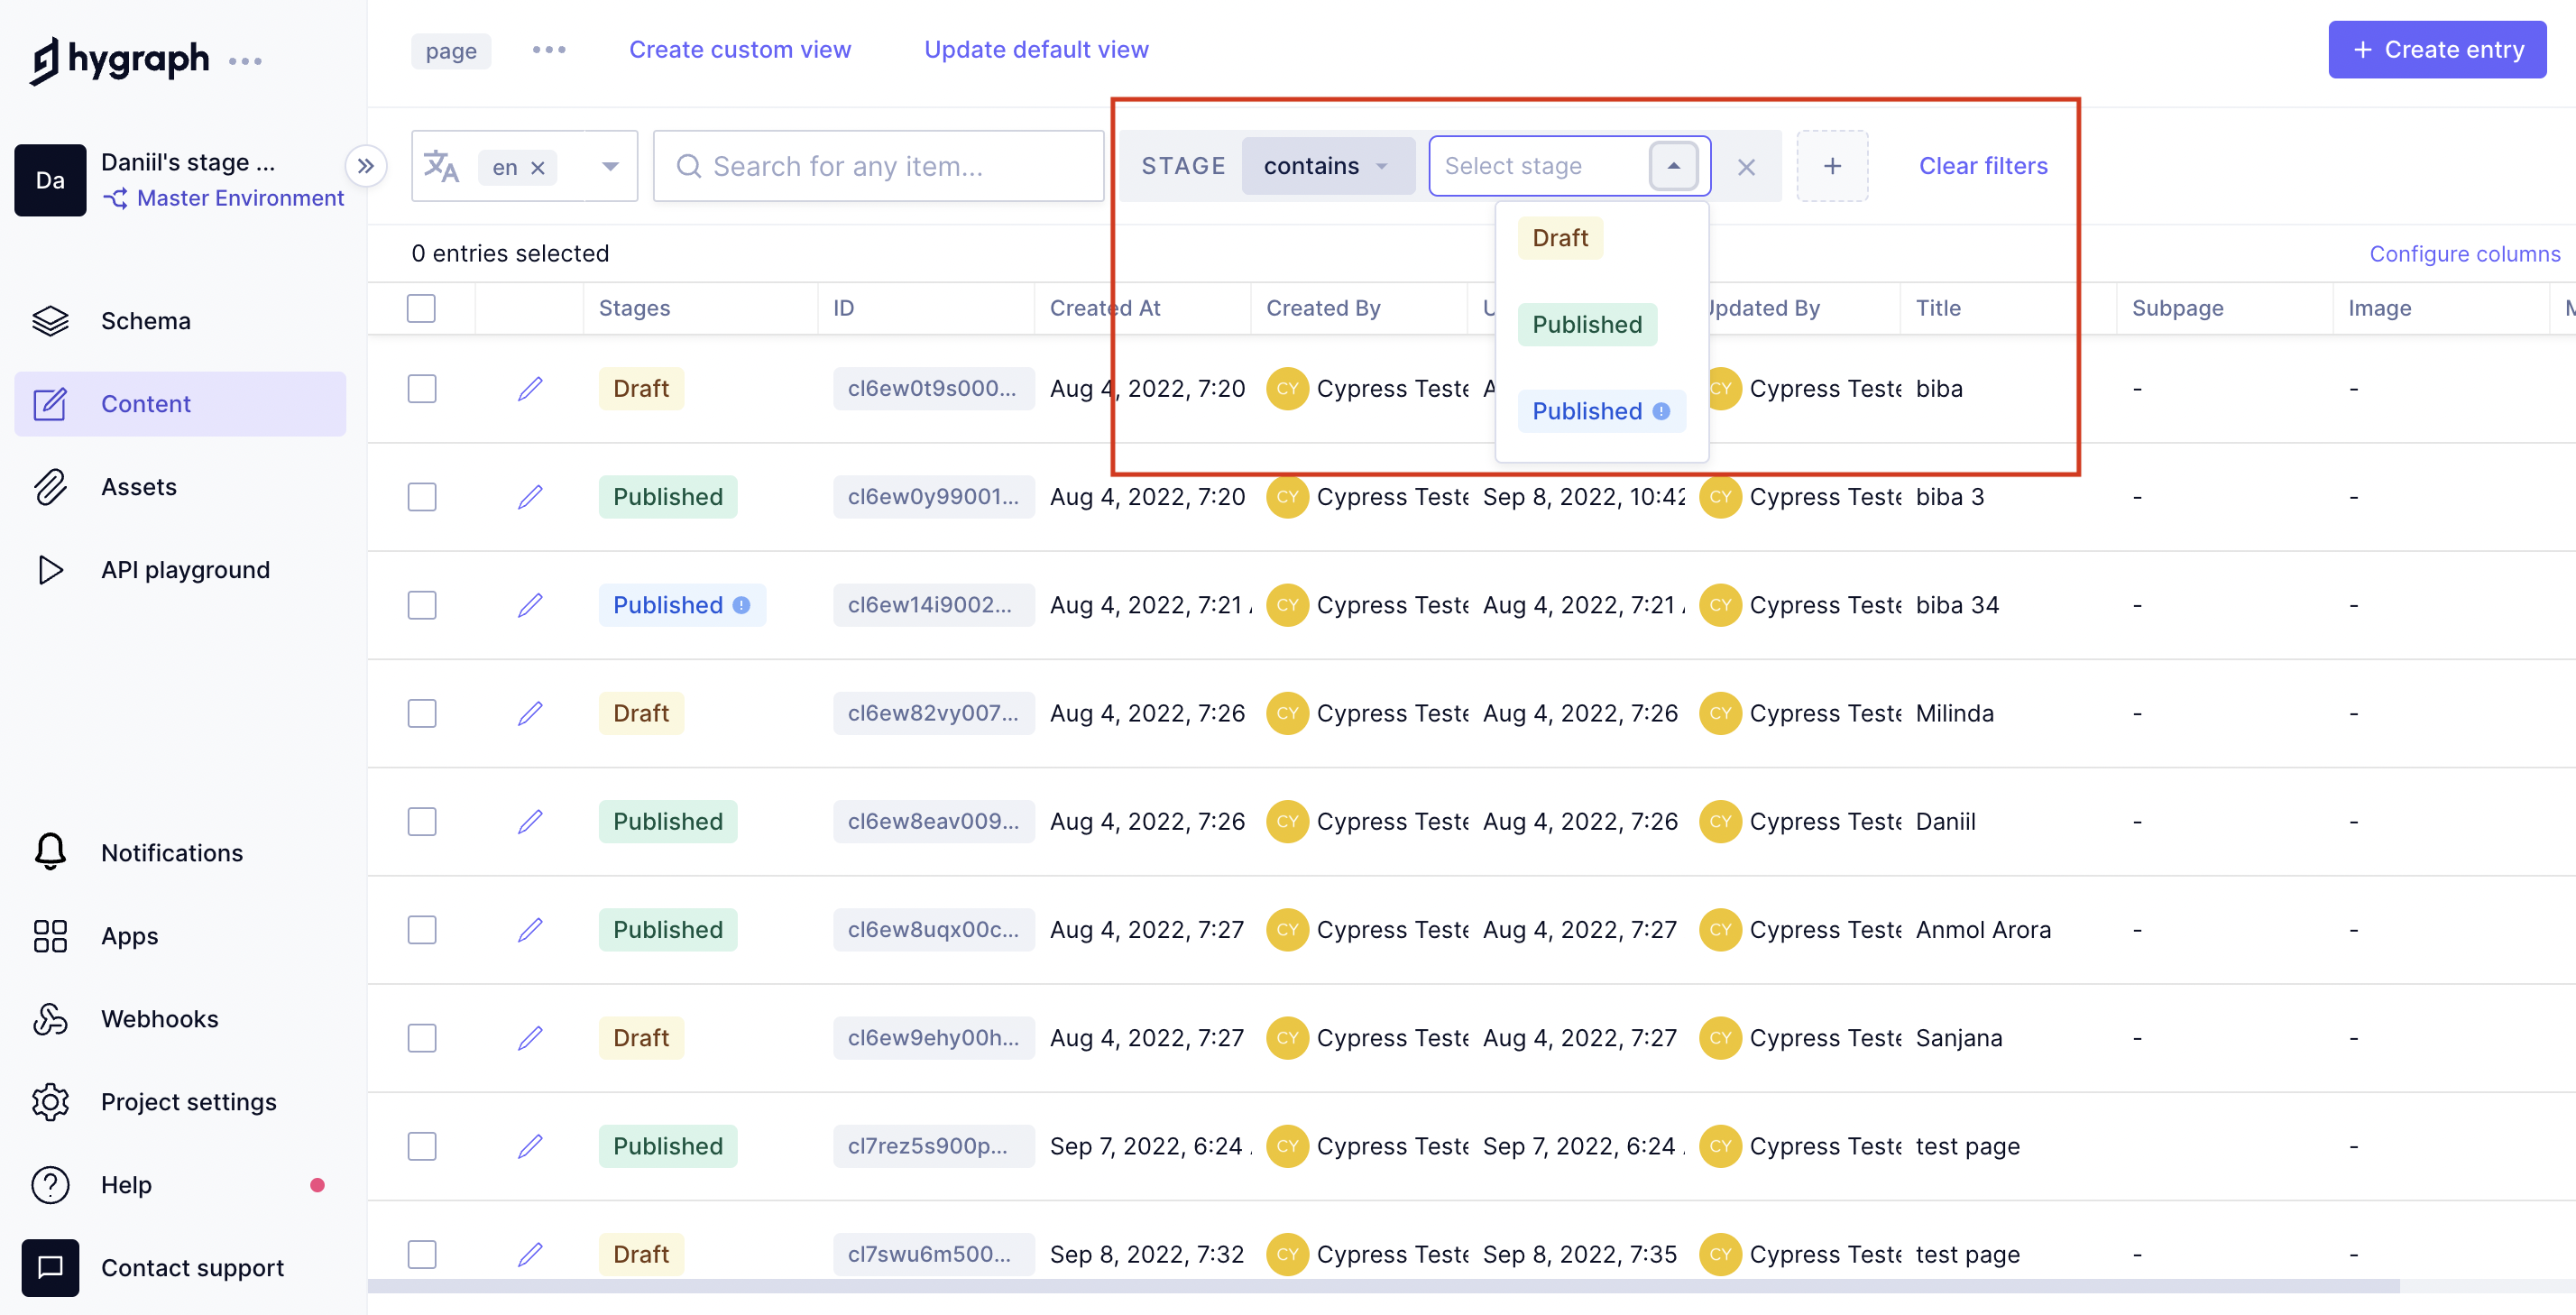 hygraph
Da
Daniil's stage ...
Master Environment
Schema
Content
Assets
API playground
Notifications
Apps
Webhooks
Project settings
Help
Contact support
page
Create custom view
Update default view
+ Create entry
en
Search for any item...
STAGE
contains
Select stage
Clear filters
Draft
Published
Published
0 entries selected
Configure columns
Stages ID Created At Created By U Updated By Title Subpage Image
Draft cl6ew0t9s000... Aug 4, 2022, 7:20 CY Cypress Teste A CY Cypress Teste biba - -
Published cl6ew0y99001... Aug 4, 2022, 7:20 CY Cypress Teste Sep 8, 2022, 10:42 CY Cypress Teste biba 3 - -
Published cl6ew14i9002... Aug 4, 2022, 7:21 CY Cypress Teste Aug 4, 2022, 7:21 CY Cypress Teste biba 34 - -
Draft cl6ew82vy007... Aug 4, 2022, 7:26 CY Cypress Teste Aug 4, 2022, 7:26 CY Cypress Teste Milinda - -
Published cl6ew8eav009... Aug 4, 2022, 7:26 CY Cypress Teste Aug 4, 2022, 7:26 CY Cypress Teste Daniil - -
Published cl6ew8uqx00c... Aug 4, 2022, 7:27 CY Cypress Teste Aug 4, 2022, 7:27 CY Cypress Teste Anmol Arora - -
Draft cl6ew9ehy00h... Aug 4, 2022, 7:27 CY Cypress Teste Aug 4, 2022, 7:27 CY Cypress Teste Sanjana - -
Published cl7rez5s900p... Sep 7, 2022, 6:24 CY Cypress Teste Sep 7, 2022, 6:24 CY Cypress Teste test page -
Draft cl7swu6m500... Sep 8, 2022, 7:32 CY Cypress Teste Sep 8, 2022, 7:35 CY Cypress Teste test page - -